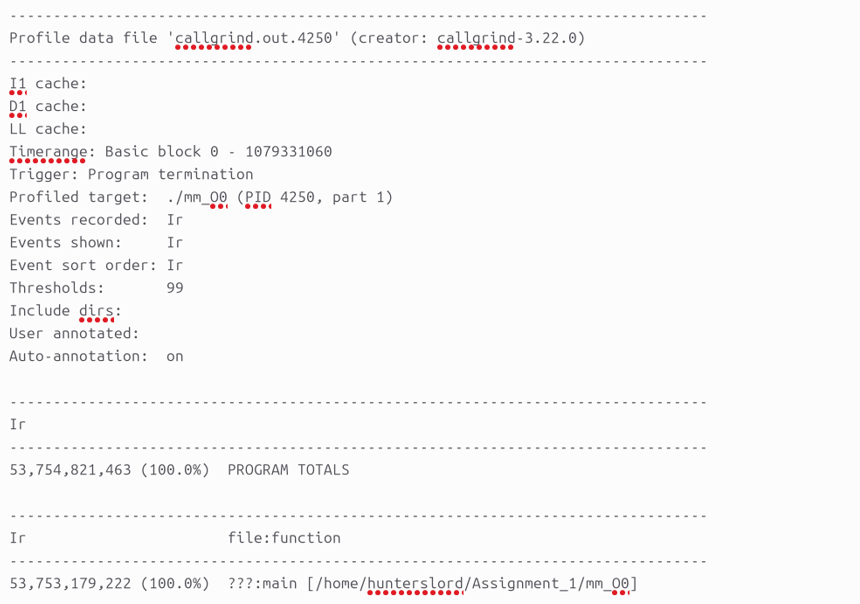 --------------------------------------------------------------------------------
Profile data file 'callgrind.out.4250' (creator: callgrind-3.22.0)
--------------------------------------------------------------------------------
I1 cache:
D1 cache:
LL cache:
Timerange: Basic block 0 - 1079331060
Trigger: Program termination
Profiled target:  ./mm_O0 (PID 4250, part 1)
Events recorded:  Ir
Events shown:     Ir
Event sort order: Ir
Thresholds:       99
Include dirs:
User annotated:
Auto-annotation:  on

--------------------------------------------------------------------------------
Ir
--------------------------------------------------------------------------------
53,754,821,463 (100.0%)  PROGRAM TOTALS

--------------------------------------------------------------------------------
Ir                       file:function
--------------------------------------------------------------------------------
53,753,179,222 (100.0%)  ???:main [/home/hunterslord/Assignment_1/mm_O0]